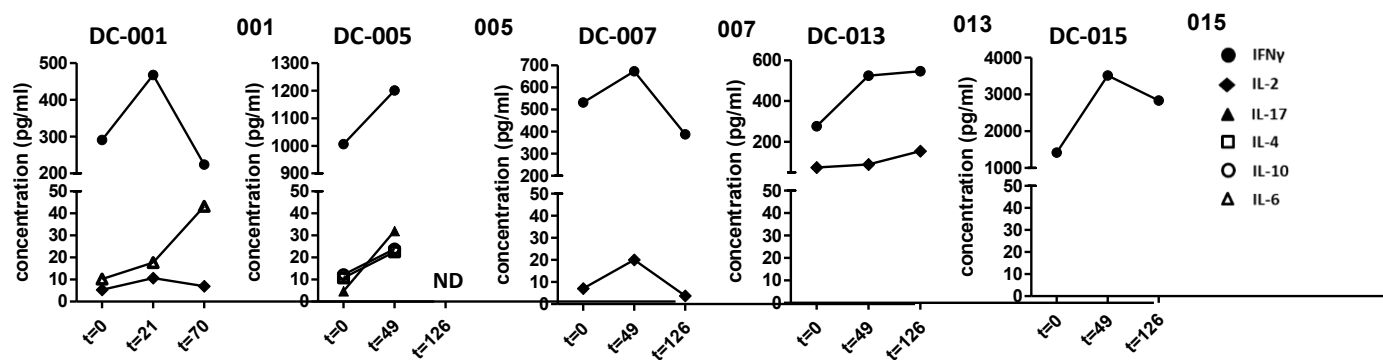 DC-001
001
concentration (pg/ml)
500
400
300
200
50
40
30
20
10
0
t=0
t=21
t=70
DC-005
005
concentration (pg/ml)
1300
1200
1100
1000
900
50
40
30
20
10
0
ND
t=0
t=49
t=126
DC-007
007
concentration (pg/ml)
700
600
500
400
300
200
50
40
30
20
10
0
t=0
t=49
t=126
DC-013
013
concentration (pg/ml)
600
400
200
50
40
30
20
10
0
t=0
t=49
t=126
DC-015
015
concentration (pg/ml)
4000
3000
2000
1000
50
40
30
20
10
0
t=0
t=49
t=126
IFNγ
IL-2
IL-17
IL-4
IL-10
IL-6